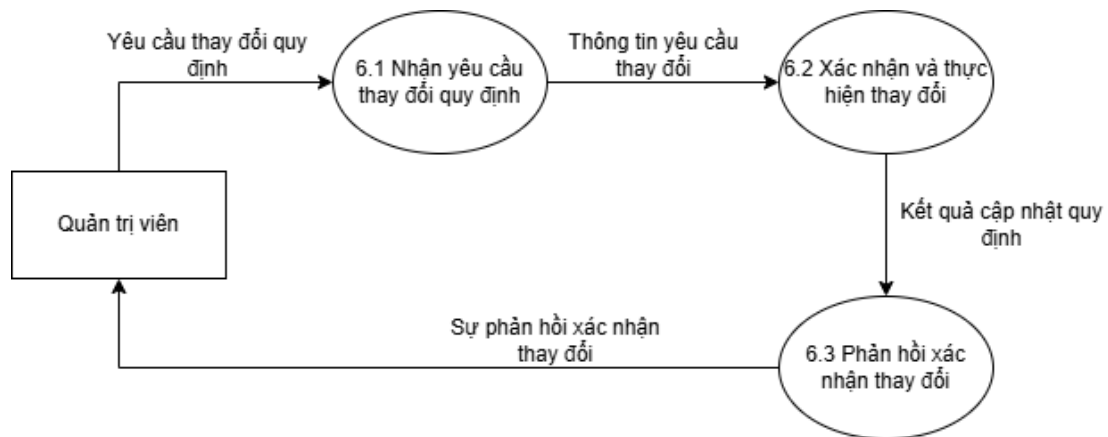 Yêu cầu thay đổi quy
định
6.1 Nhận yêu cầu
thay đổi quy định
Thông tin yêu cầu
thay đổi
6.2 Xác nhận và thực
hiện thay đổi
Quản trị viên
Kết quả cập nhật quy
định
Sự phản hồi xác nhận
thay đổi
6.3 Phản hồi xác
nhận thay đổi